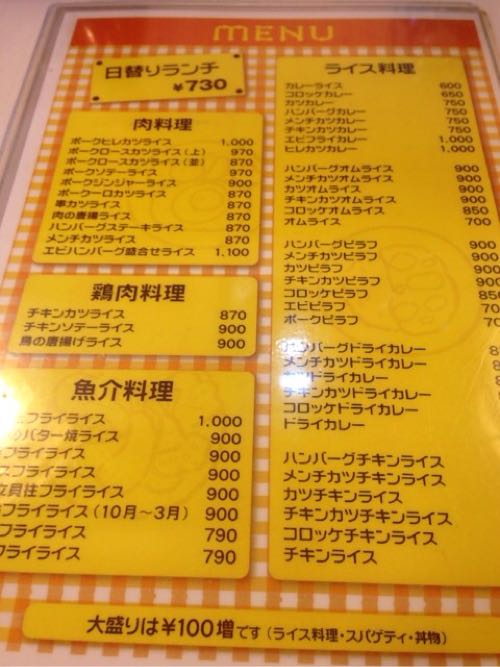 MENU
日替りランチ
¥730
肉料理
ポークヒレカツライス 1,000
ポークロースカツライス(上) 970
ポークロースカツライス(並) 870
ポークソテーライス 970
ポークジンジャーライス 900
ポーク一口カツライス 870
串カツライス 870
肉の唐揚ライス 870
ハンバーグステーキライス 870
メンチカツライス 870
エビハンバーグ盛合せライス 1,100
鶏肉料理
チキンカツライス 870
チキンソテーライス 900
鳥の唐揚げライス 900
魚介料理
フライライス 1,000
のバター焼ライス 900
フライライス 900
スフライライス 900
貝柱フライライス 900
フライライス(10月～3月) 900
フライライス 790
フライライス 790
ライス料理
カレーライス 600
コロッケカレー 650
カツカレー 750
ハンバーグカレー 750
メンチカツカレー 750
チキンカツカレー 750
エビフライカレー 1,000
ヒレカツカレー 1,000
ハンバーグオムライス 900
メンチカツオムライス 900
カツオムライス 900
チキンカツオムライス 900
コロッケオムライス 850
オムライス 700
ハンバーグピラフ 900
メンチカツピラフ 900
カツピラフ 900
チキンカツピラフ 900
コロッケピラフ 850
エビピラフ 70
ポークピラフ 70
ハンバーグドライカレー
メンチカツドライカレー
カツドライカレー
チキンカツドライカレー
コロッケドライカレー
ドライカレー
ハンバーグチキンライス
メンチカツチキンライス
カツチキンライス
チキンカツチキンライス
コロッケチキンライス
チキンライス
大盛りは¥100増です(ライス料理・スパゲティ・丼物)